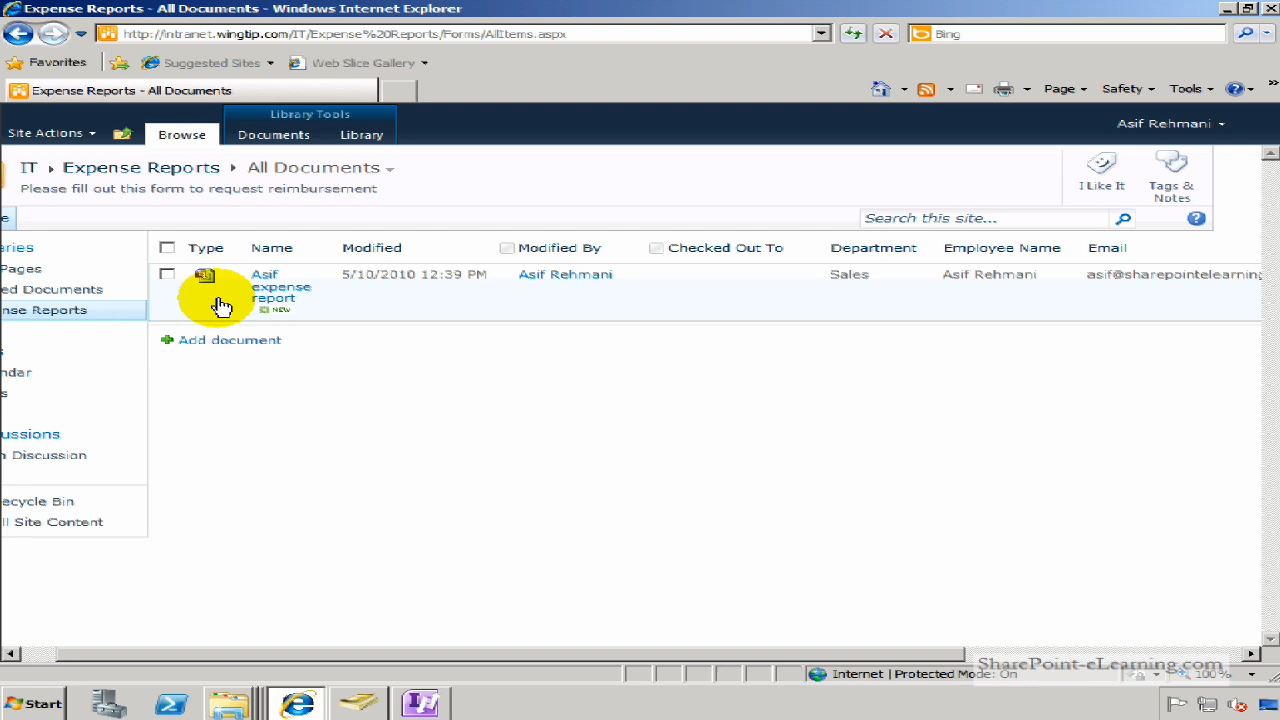 Expense Reports - All Documents - Windows Internet Explorer
http://intranet.wingtip.com/IT/Expense%20Reports/Forms/AllItems.aspx
Bing
Favorites Suggested Sites Web Slice Gallery
Expense Reports - All Documents
Page Safety Tools
Library Tools
Site Actions Browse Documents Library
Asif Rehmani
IT Expense Reports All Documents
Please fill out this form to request reimbursement
I Like It
Tags & Notes
e
Search this site...
aries
Pages
ed Documents
nse Reports
s
ndar
s
ussions
n Discussion
ecycle Bin
ll Site Content
Type Name Modified Modified By Checked Out To Department Employee Name Email
Asif expense report 5/10/2010 12:39 PM Asif Rehmani Sales Asif Rehmani asif@sharepointelearning
NEW
Add document
SharePoint-eLearning.com
Internet | Protected Mode: On
100%
Start